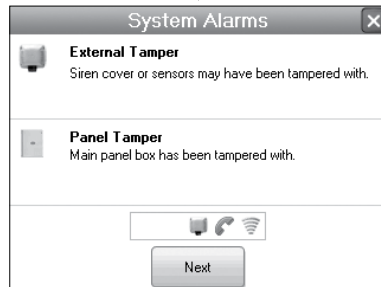 System Alarms
External Tamper
Siren cover or sensors may have been tampered with.
Panel Tamper
Main panel box has been tampered with.
Next